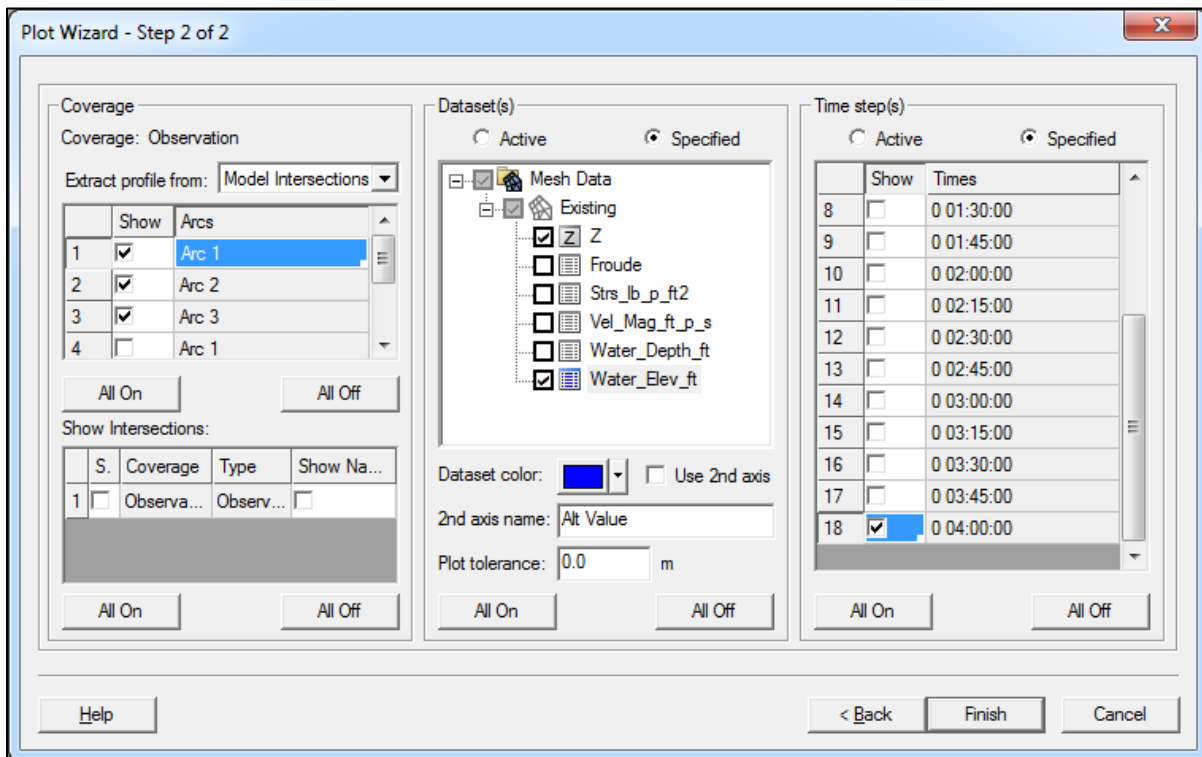 Plot Wizard - Step 2 of 2
Coverage
Coverage: Observation
Extract profile from: Model Intersections
Show Arcs
1 Arc 1
2 Arc 2
3 Arc 3
4 Arc 1
All On All Off
Show Intersections:
S. Coverage Type Show Na...
1 Observa... Observ...
All On All Off
Dataset(s)
Active Specified
Mesh Data
Existing
Z Z
Froude
Strs_lb_p_ft2
Vel_Mag_ft_p_s
Water_Depth_ft
Water_Elev_ft
Dataset color: Use 2nd axis
2nd axis name: Alt Value
Plot tolerance: 0.0 m
All On All Off
Time step(s)
Active Specified
Show Times
8 0 01:30:00
9 0 01:45:00
10 0 02:00:00
11 0 02:15:00
12 0 02:30:00
13 0 02:45:00
14 0 03:00:00
15 0 03:15:00
16 0 03:30:00
17 0 03:45:00
18 0 04:00:00
All On All Off
Help < Back Finish Cancel